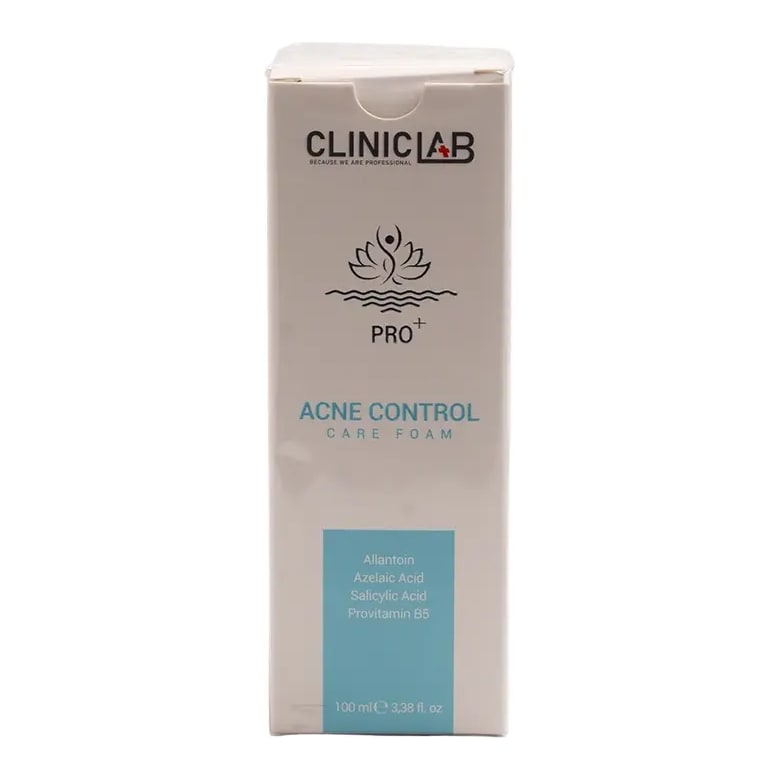 CLINICLAB
BECAUSE WE ARE PROFESSIONAL
PRO+
ACNE CONTROL
CARE FOAM
Allantoin
Azelaic Acid
Salicylic Acid
Provitamin B5
100 ml ℮ 3,38 fl. oz